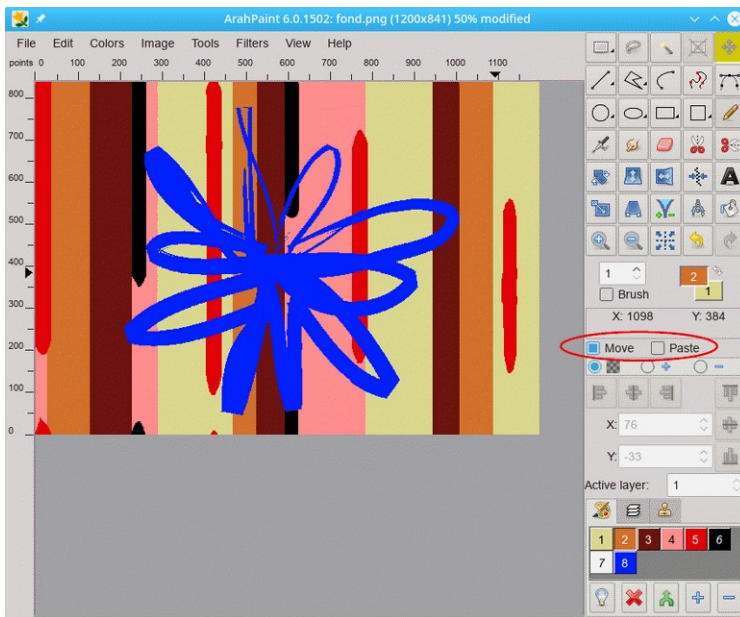 ArahPaint 6.0.1502: fond.png (1200x841) 50% modified
File Edit Colors Image Tools Filters View Help
points 0 100 200 300 400 500 600 700 800 900 1000 1100
800
700
600
500
400
300
200
100
0
A
1
2
Brush
1
X: 1098 Y: 384
Move Paste
X: 76
Y: -33
Active layer: 1
1 2 3 4 5 6
7 8